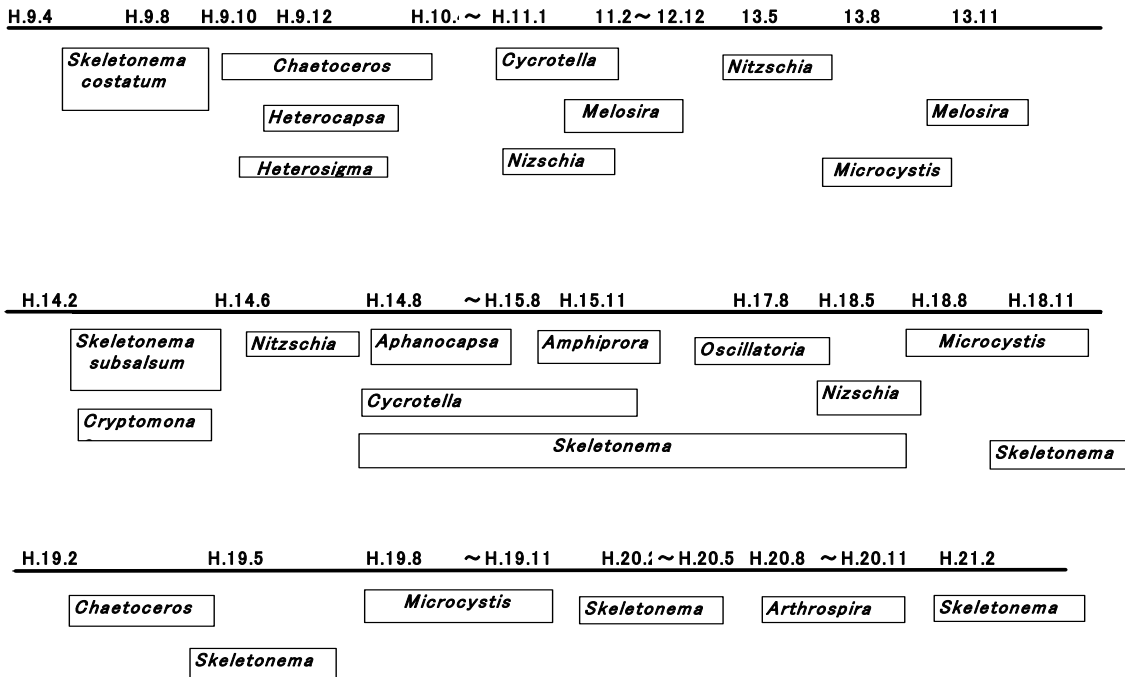 H.9.4 H.9.8 H.9.10 H.9.12 H.10. ～ H.11.1 11.2～ 12.12 13.5 13.8 13.11
Skeletonema Chaetoceros Cycrotella Nitzschia
costatum
Heterocapsa Melosira Melosira
Heterosigma Nizschia Microcystis
H.14.2 H.14.6 H.14.8 ～H.15.8 H.15.11 H.17.8 H.18.5 H.18.8 H.18.11
Skeletonema Nitzschia Aphanocapsa Amphiprora Oscillatoria Microcystis
subsalsum
Cycrotella Nizschia
Cryptomona
Skeletonema Skeletonema
H.19.2 H.19.5 H.19.8 ～H.19.11 H.20.2 ～H.20.5 H.20.8 ～H.20.11 H.21.2
Chaetoceros Microcystis Skeletonema Arthrospira Skeletonema
Skeletonema